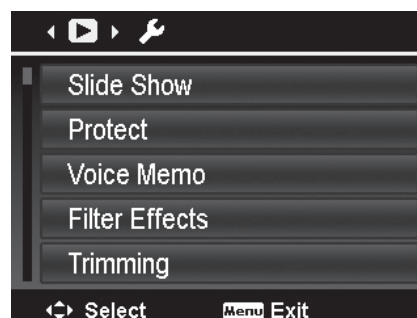 Slide Show
Protect
Voice Memo
Filter Effects
Trimming
Select Menu Exit